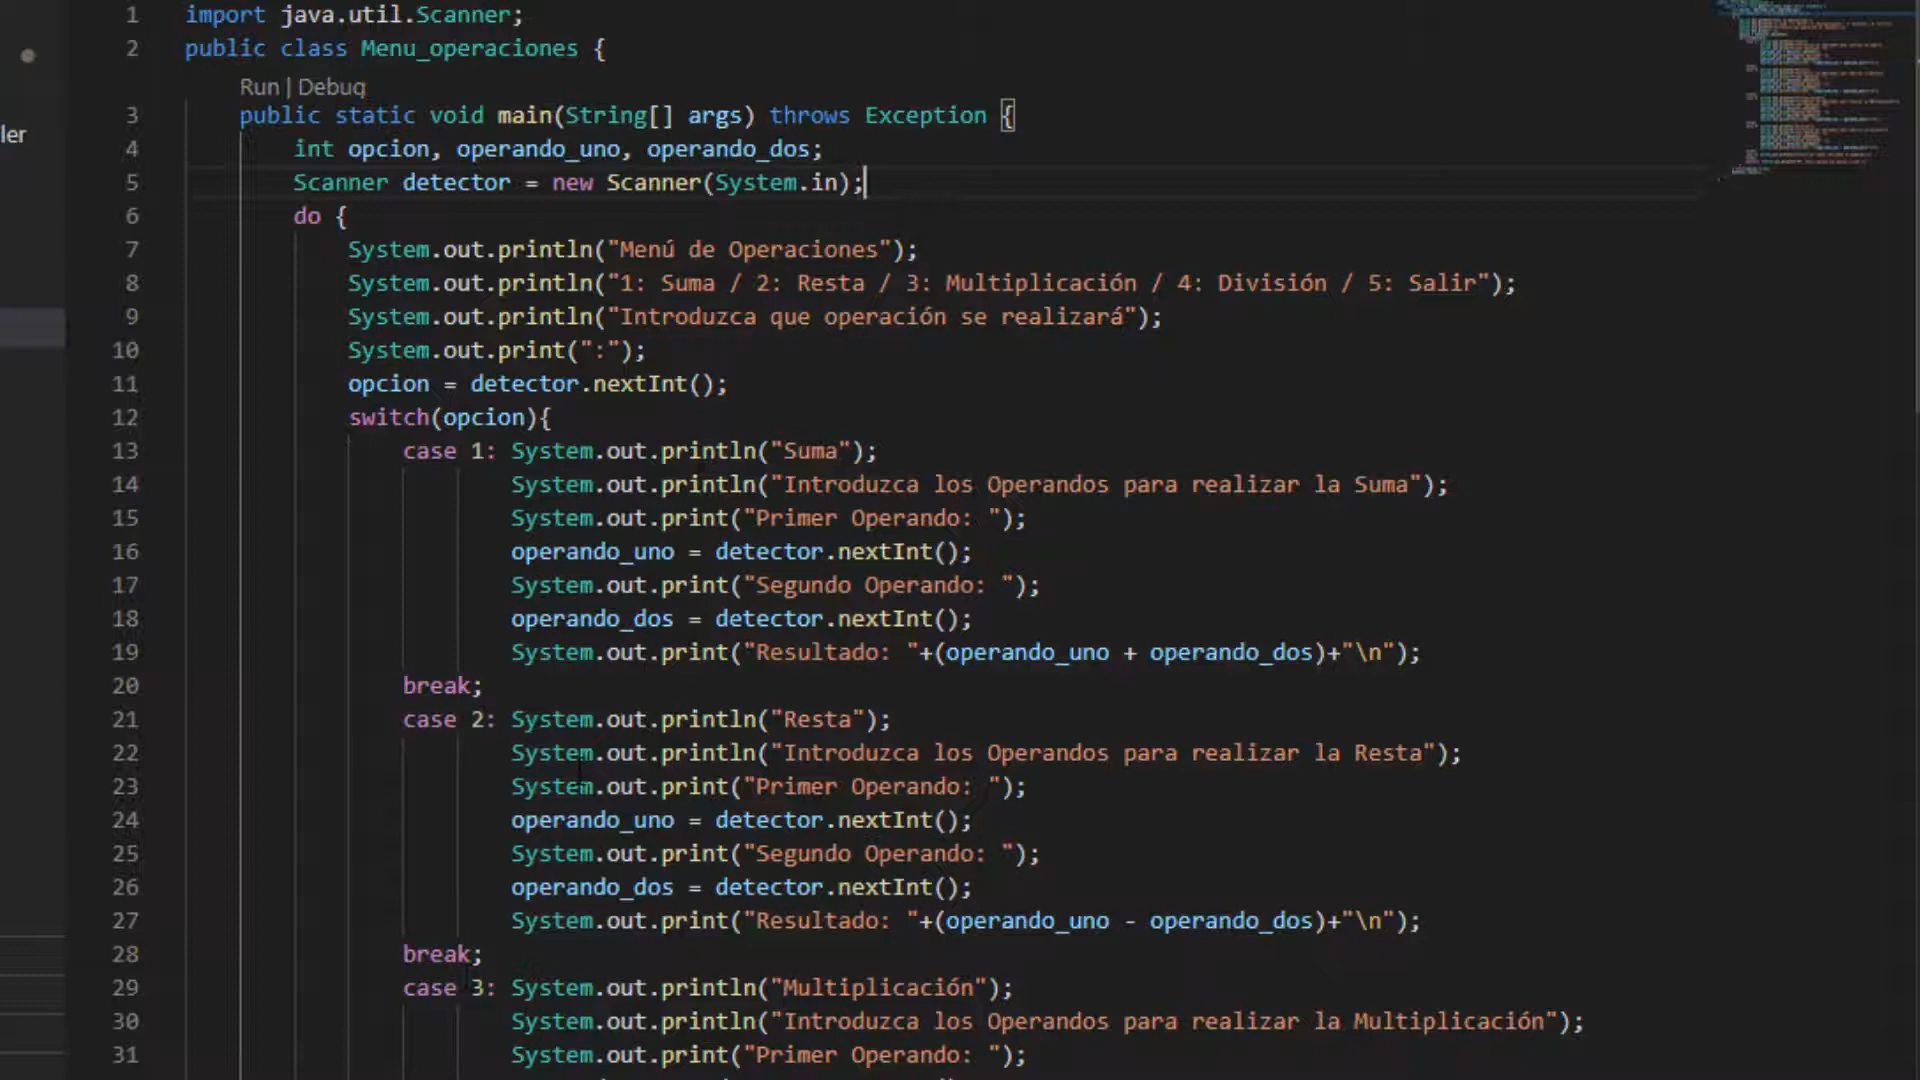 ler
1 import java.util.Scanner;
2 public class Menu_operaciones {
Run | Debug
3 public static void main(String[] args) throws Exception {
4 int opcion, operando_uno, operando_dos;
5 Scanner detector = new Scanner(System.in);
6 do {
7 System.out.println("Menú de Operaciones");
8 System.out.println("1: Suma / 2: Resta / 3: Multiplicación / 4: División / 5: Salir");
9 System.out.println("Introduzca que operación se realizará");
10 System.out.print(":");
11 opcion = detector.nextInt();
12 switch(opcion){
13 case 1: System.out.println("Suma");
14 System.out.println("Introduzca los Operandos para realizar la Suma");
15 System.out.print("Primer Operando: ");
16 operando_uno = detector.nextInt();
17 System.out.print("Segundo Operando: ");
18 operando_dos = detector.nextInt();
19 System.out.print("Resultado: "+(operando_uno + operando_dos)+"\n");
20 break;
21 case 2: System.out.println("Resta");
22 System.out.println("Introduzca los Operandos para realizar la Resta");
23 System.out.print("Primer Operando: ");
24 operando_uno = detector.nextInt();
25 System.out.print("Segundo Operando: ");
26 operando_dos = detector.nextInt();
27 System.out.print("Resultado: "+(operando_uno - operando_dos)+"\n");
28 break;
29 case 3: System.out.println("Multiplicación");
30 System.out.println("Introduzca los Operandos para realizar la Multiplicación");
31 System.out.print("Primer Operando: ");